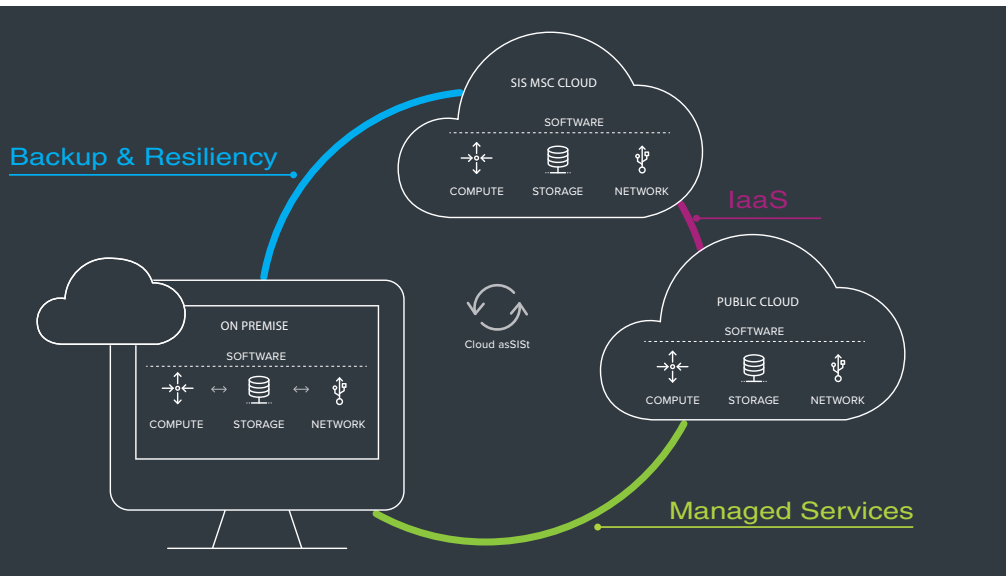 SIS MSC CLOUD
SOFTWARE
COMPUTE STORAGE NETWORK
Backup & Resiliency
IaaS
PUBLIC CLOUD
SOFTWARE
COMPUTE STORAGE NETWORK
Cloud asSISt
ON PREMISE
SOFTWARE
COMPUTE STORAGE NETWORK
Managed Services